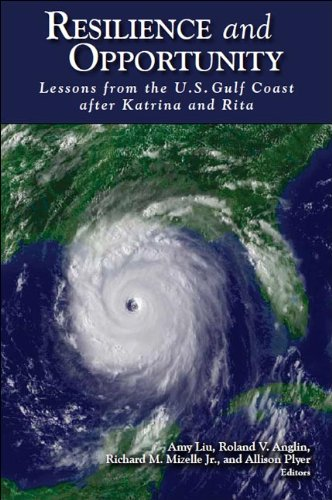 RESILIENCE and
OPPORTUNITY
Lessons from the U.S. Gulf Coast
after Katrina and Rita
Amy Liu, Roland V. Anglin,
Richard M. Mizelle Jr., and Allison Plyer
Editors